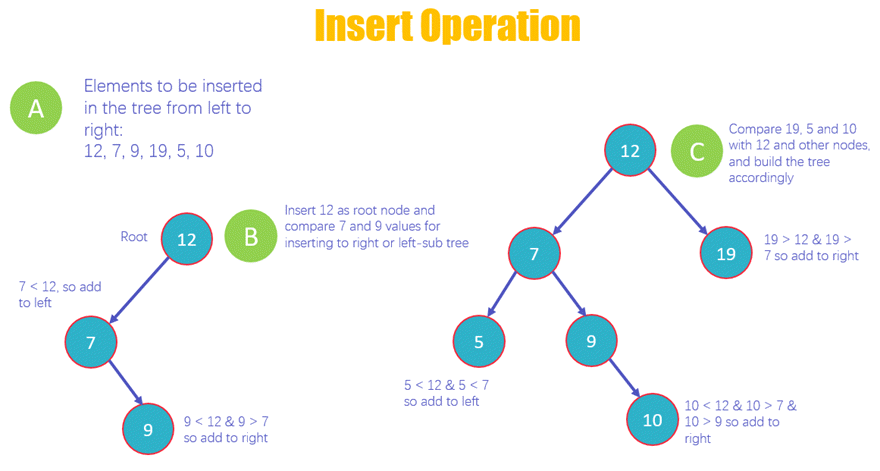 Insert Operation
A
Elements to be inserted
in the tree from left to
right:
12, 7, 9, 19, 5, 10
Root
12
B
Insert 12 as root node and
compare 7 and 9 values for
inserting to right or left-sub tree
7 < 12, so add
to left
7
9
9 < 12 & 9 > 7
so add to right
12
C
Compare 19, 5 and 10
with 12 and other nodes,
and build the tree
accordingly
7
19
19 > 12 & 19 >
7 so add to right
5
9
5 < 12 & 5 < 7
so add to left
10
10 < 12 & 10 > 7 &
10 > 9 so add to
right